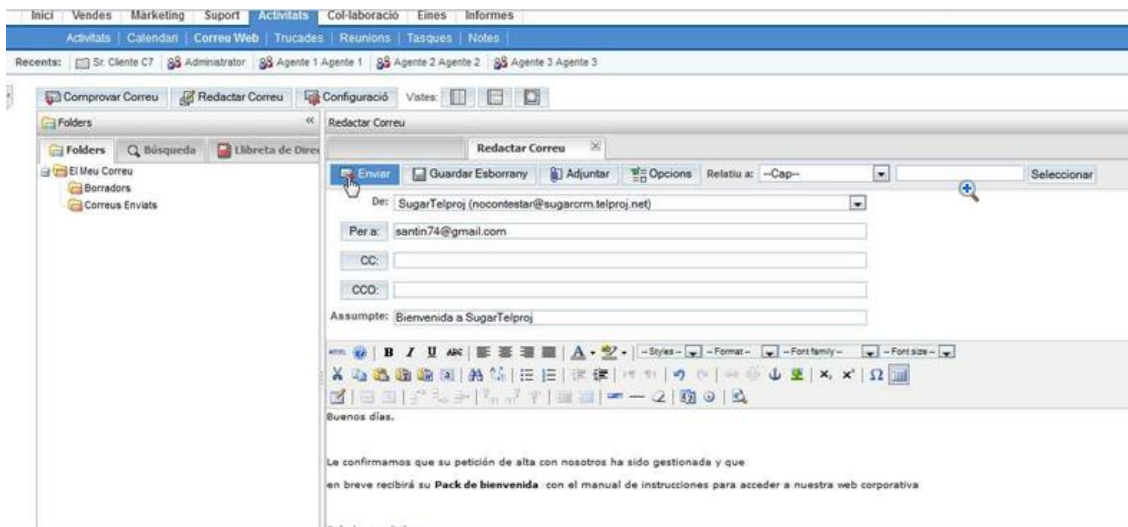 Inici Vendes Màrketing Suport Activitats Col·laboració Eines Informes
Activitats | Calendari | Correu Web | Trucades | Reunions | Tasques | Notes |
Recents: Sr. Cliente C7 Administrator Agente 1 Agente 1 Agente 2 Agente 2 Agente 3 Agente 3
Comprovar Correu Redactar Correu Configuració Vistes:
Folders « Redactar Correu
Folders Búsqueda Llibreta de Direc Redactar Correu
El Meu Correu
Borradors
Correus Enviats
Enviar Guardar Esborrany Adjuntar Opcions Relatiu a: --Cap-- Seleccionar
De: SugarTelproj (nocontestar@sugarcrm.telproj.net)
Per a: santin74@gmail.com
CC:
CCO:
Assumpte: Bienvenida a SugarTelproj
HTML B I U ABC A ab -- Styles -- -- Format -- -- Font family -- -- Font size --
Buenos días.
Le confirmamos que su petición de alta con nosotros ha sido gestionada y que
en breve recibirá su Pack de bienvenida con el manual de instrucciones para acceder a nuestra web corporativa